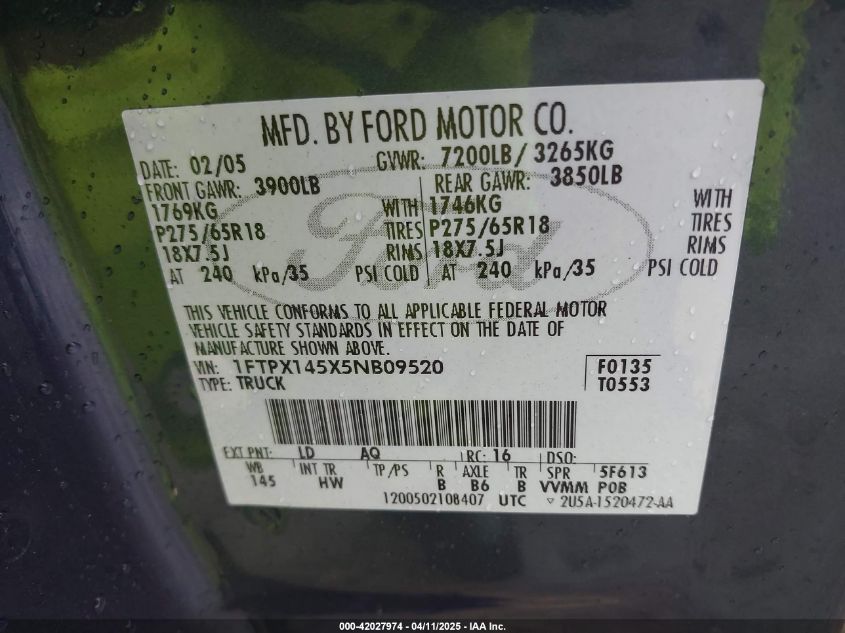 MFD. BY FORD MOTOR CO.
DATE: 02/05 GVWR: 7200LB/ 3265KG
FRONT GAWR: 3900LB REAR GAWR: 3850LB
1769KG WITH 1746KG WITH
P275/65R18 TIRES P275/65R18 TIRES
18X7.5J RIMS 18X7.5J RIMS
AT 240 kPa/35 PSI COLD AT 240 kPa/35 PSI COLD
Ford
THIS VEHICLE CONFORMS TO ALL APPLICABLE FEDERAL MOTOR
VEHICLE SAFETY STANDARDS IN EFFECT ON THE DATE OF
MANUFACTURE SHOWN ABOVE.
VIN: 1FTPX145X5NB09520 F0135
TYPE: TRUCK T0553
EXT PNT: LD AQ RC: 16 DSO:
WB INT TR TP/PS R AXLE TR SPR 5F613
145 HW B B6 B VVMM POB
1200502108407 UTC ▽ 2U5A-1520472-AA
000-42027974 - 04/11/2025 - IAA Inc.